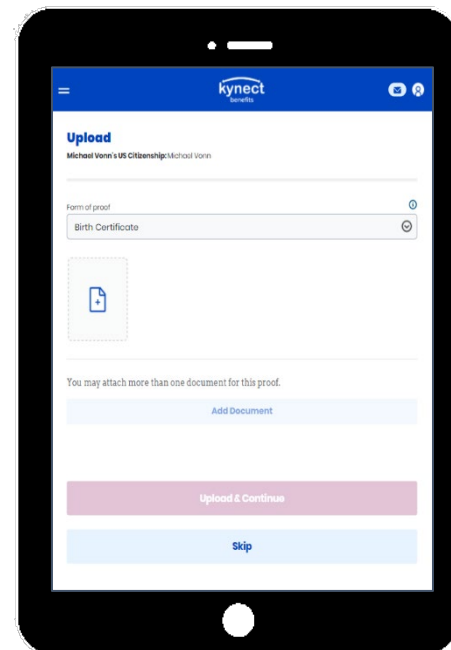 kynect
benefits
Upload
Michael Vonn's US Citizenship: Michael Vonn
Form of proof
Birth Certificate
You may attach more than one document for this proof.
Add Document
Upload & Continue
Skip